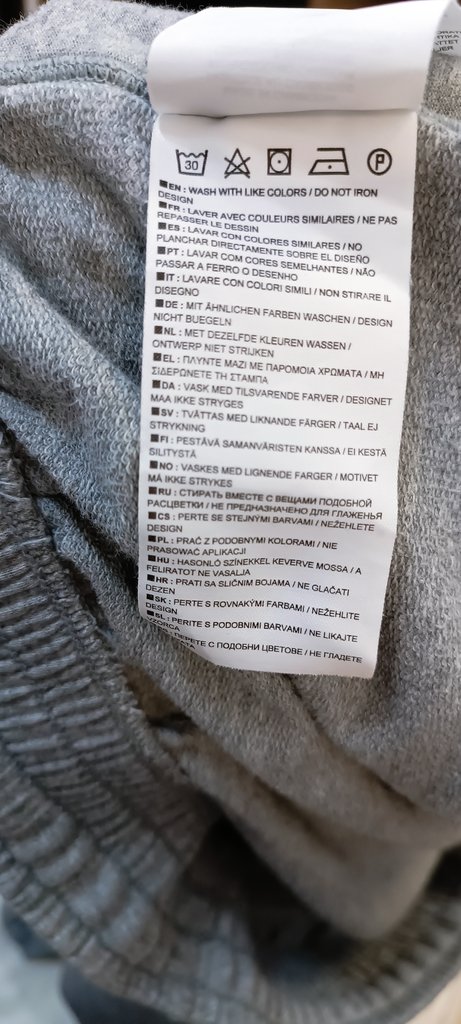 30 P
■EN : WASH WITH LIKE COLORS / DO NOT IRON
DESIGN
■FR : LAVER AVEC COULEURS SIMILAIRES / NE PAS
REPASSER LE DESSIN
■ES : LAVAR CON COLORES SIMILARES / NO
PLANCHAR DIRECTAMENTE SOBRE EL DISEÑO
■PT : LAVAR COM CORES SEMELHANTES / NÃO
PASSAR A FERRO O DESENHO
■IT : LAVARE CON COLORI SIMILI / NON STIRARE IL
DISEGNO
■DE : MIT ÄHNLICHEN FARBEN WASCHEN / DESIGN
NICHT BUEGELN
■NL : MET DEZELFDE KLEUREN WASSEN /
ONTWERP NIET STRIJKEN
■EL : ΠΛΥΝΤΕ ΜΑΖΙ ΜΕ ΠΑΡΟΜΟΙΑ ΧΡΩΜΑΤΑ / ΜΗ
ΣΙΔΕΡΩΝΕΤΕ ΤΗ ΣΤΑΜΠΑ
■DA : VASK MED TILSVARENDE FARVER / DESIGNET
MAA IKKE STRYGES
■SV : TVÄTTAS MED LIKNANDE FÄRGER / TAAL EJ
STRYKNING
■FI : PESTÄVÄ SAMANVÄRISTEN KANSSA / EI KESTÄ
SILITYSTÄ
■NO : VASKES MED LIGNENDE FÄRGER / MOTIVET
MÅ IKKE STRYKES
■RU : СТИРАТЬ ВМЕСТЕ С ВЕЩАМИ ПОДОБНОЙ
РАСЦВЕТКИ / НЕ ПРЕДНАЗНАЧЕНО ДЛЯ ГЛАЖЕНЬЯ
■CS : PERTE SE STEJNÝMI BARVAMI / NEŽEHLETE
DESIGN
■PL : PRAĆ Z PODOBNYMI KOLORAMI / NIE
PRASOWAĆ APLIKACJI
■HU : HASONLÓ SZÍNEKKEL KEVERVE MOSSA / A
FELIRATOT NE VASALJA
■HR : PRATI SA SLIČNIM BOJAMA / NE GLAČATI
DEZEN
■SK : PERTE S ROVNAKÝMI FARBAMI / NEŽEHLITE
DESIGN
■SL : PERITE S PODOBNIMI BARVAMI / NE LIKAJTE
VZORCA
ПЕРЕТЕ С ПОДОБНИ ЦВЕТОВЕ / НЕ ГЛАДЕТЕ